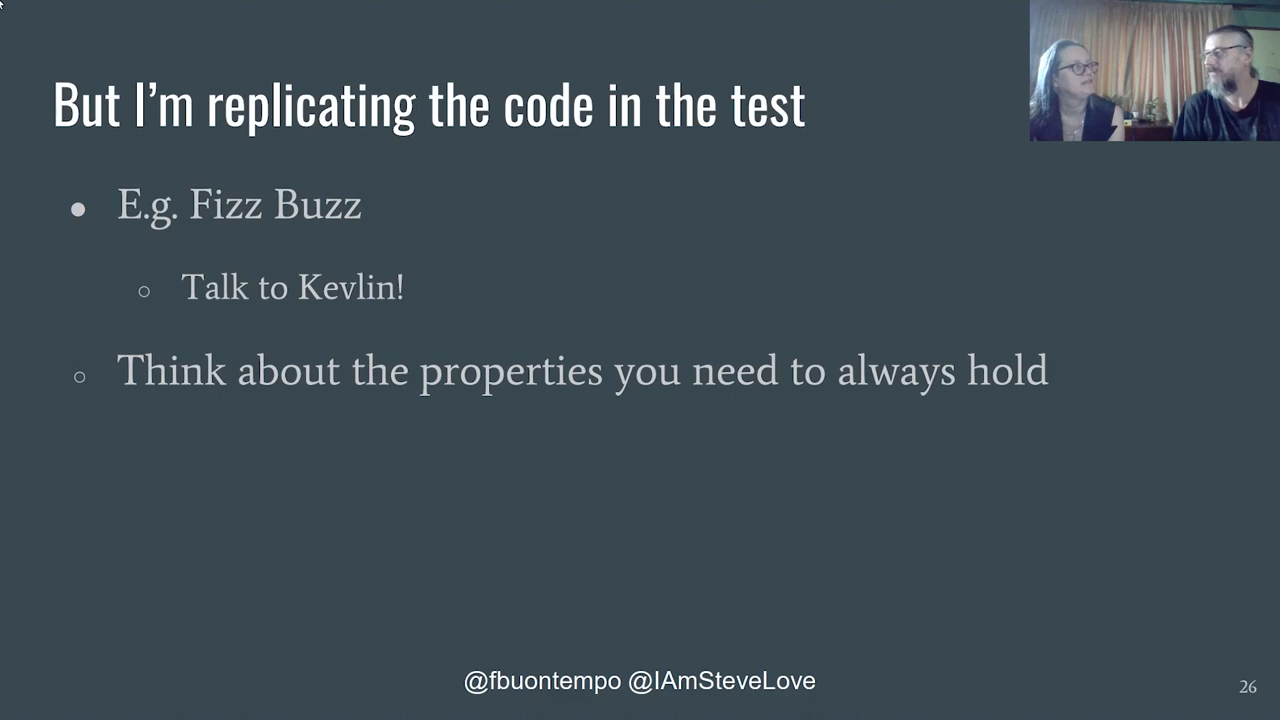 But I'm replicating the code in the test
● E.g. Fizz Buzz
○ Talk to Kevlin!
○ Think about the properties you need to always hold
@fbuontempo @IAmSteveLove
26